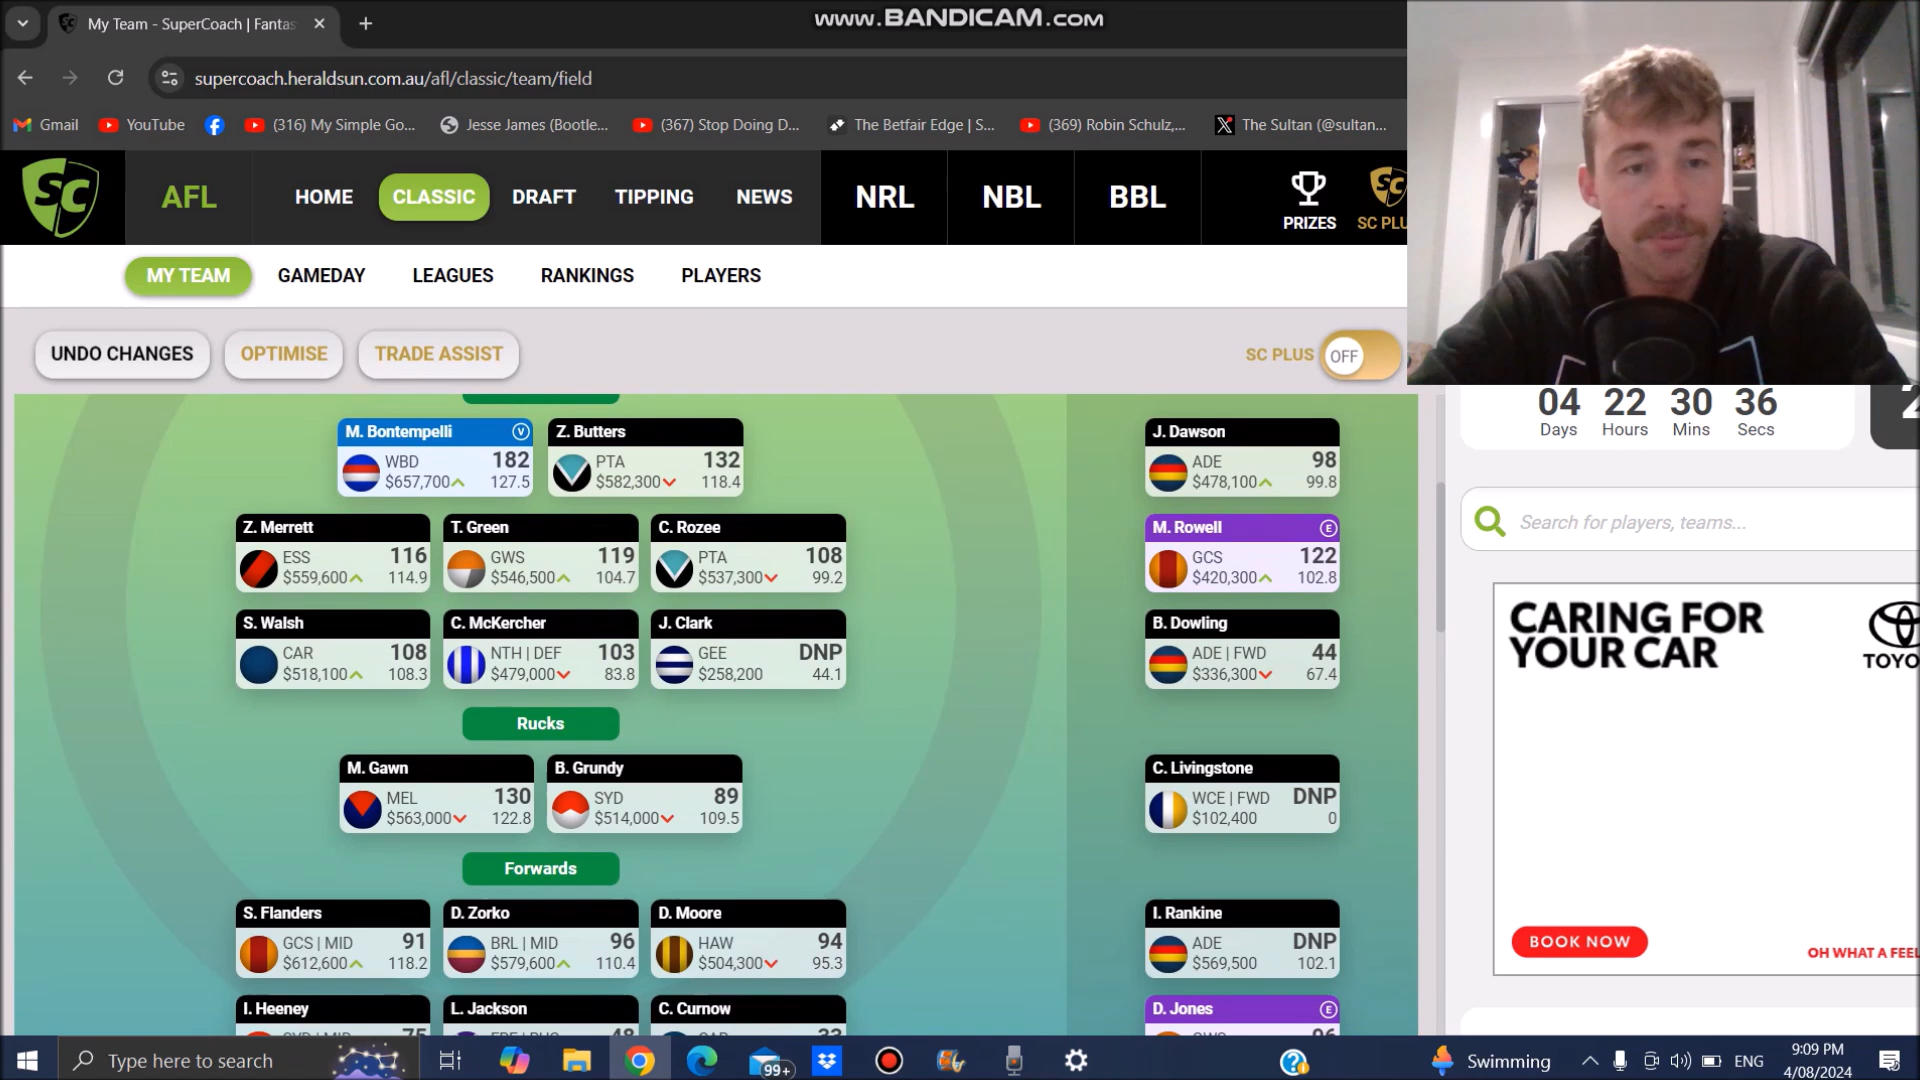 www.BANDICAM.com
My Team - SuperCoach | Fantas
supercoach.heraldsun.com.au/afl/classic/team/field
Gmail YouTube (316) My Simple Go... Jesse James (Bootle... (367) Stop Doing D... The Betfair Edge | S... (369) Robin Schulz,... The Sultan (@sultan...
SC AFL HOME CLASSIC DRAFT TIPPING NEWS NRL NBL BBL PRIZES SC PLU
MY TEAM GAMEDAY LEAGUES RANKINGS PLAYERS
UNDO CHANGES OPTIMISE TRADE ASSIST SC PLUS OFF
04 22 30 36
Days Hours Mins Secs
M. Bontempelli V Z. Butters J. Dawson
WBD 182 PTA 132 ADE 98
$657,700 127.5 $582,300 118.4 $478,100 99.8
Search for players, teams...
Z. Merrett T. Green C. Rozee M. Rowell E
ESS 116 GWS 119 PTA 108 GCS 122
$559,600 114.9 $546,500 104.7 $537,300 99.2 $420,300 102.8
S. Walsh C. McKercher J. Clark B. Dowling
CAR 108 NTH | DEF 103 GEE DNP ADE | FWD 44
$518,100 108.3 $479,000 83.8 $258,200 44.1 $336,300 67.4
CARING FOR
YOUR CAR
TOYO
Rucks
M. Gawn B. Grundy C. Livingstone
MEL 130 SYD 89 WCE | FWD DNP
$563,000 122.8 $514,000 109.5 $102,400 0
Forwards
S. Flanders D. Zorko D. Moore I. Rankine
GCS | MID 91 BRL | MID 96 HAW 94 ADE DNP
$612,600 118.2 $579,600 110.4 $504,300 95.3 $569,500 102.1
BOOK NOW OH WHAT A FEEL
I. Heeney L. Jackson C. Curnow D. Jones E
Type here to search 99+ Swimming ENG 9:09 PM
4/08/2024